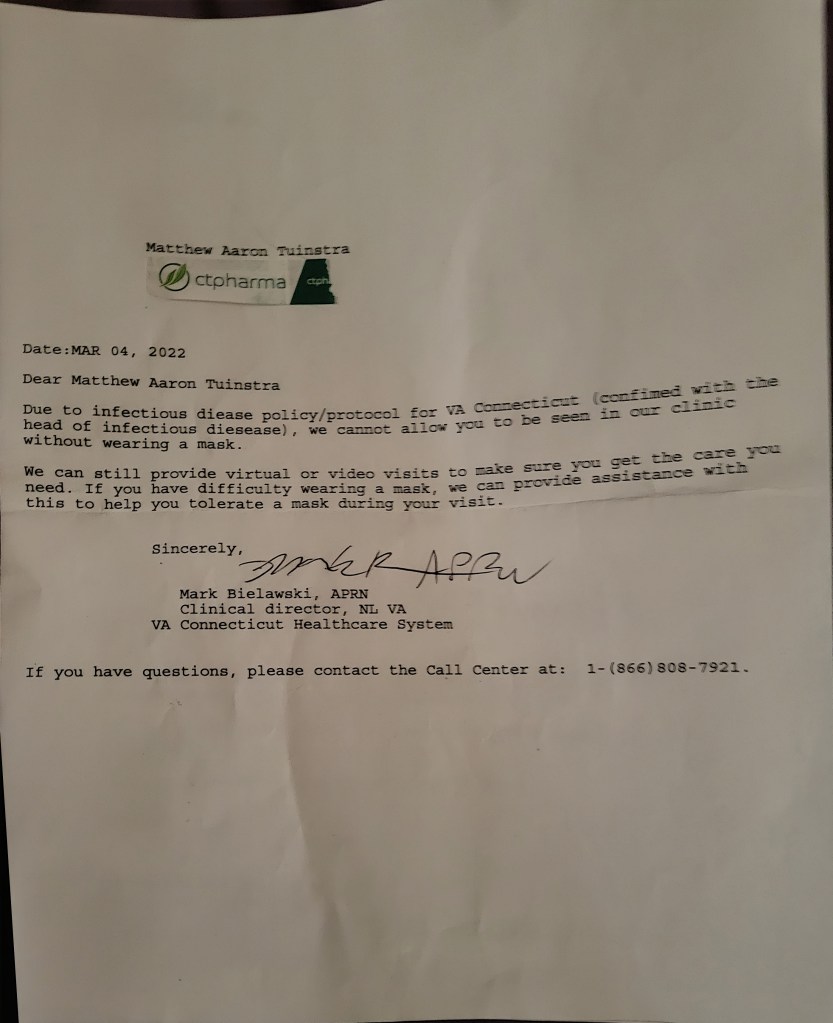 Matthew Aaron Tuinstra
ctpharma ctph
Date:MAR 04, 2022
Dear Matthew Aaron Tuinstra
Due to infectious diease policy/protocol for VA Connecticut (confimed with the
head of infectious diesease), we cannot allow you to be seen in our clinic
without wearing a mask.
We can still provide virtual or video visits to make sure you get the care you
need. If you have difficulty wearing a mask, we can provide assistance with
this to help you tolerate a mask during your visit.
Sincerely,
APRN
Mark Bielawski, APRN
Clinical director, NL VA
VA Connecticut Healthcare System
If you have questions, please contact the Call Center at: 1-(866)808-7921.